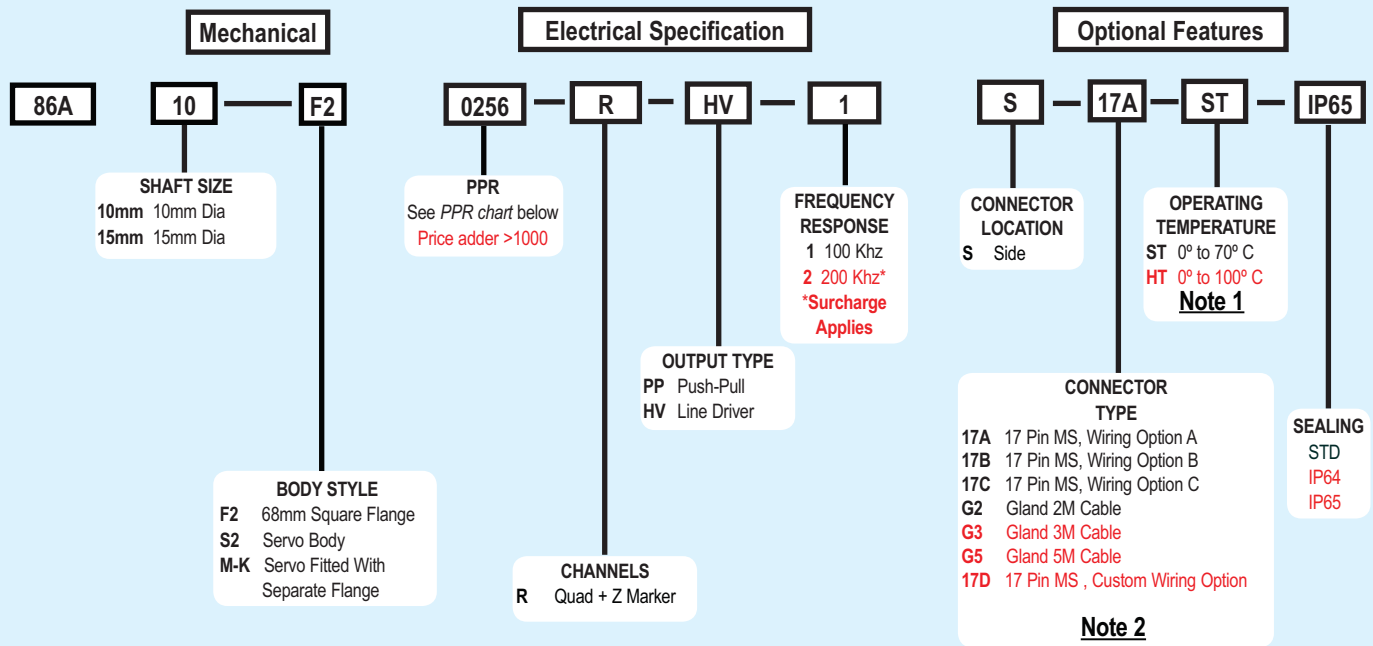 Mechanical
Electrical Specification
Optional Features
86A
10
F2
0256
R
HV
1
S
17A
ST
IP65
SHAFT SIZE
10mm 10mm Dia
15mm 15mm Dia
PPR
See PPR chart below
Price adder >1000
FREQUENCY
RESPONSE
1 100 Khz
2 200 Khz*
*Surcharge
Applies
CONNECTOR
LOCATION
S Side
OPERATING
TEMPERATURE
ST 0º to 70º C
HT 0º to 100º C
Note 1
OUTPUT TYPE
PP Push-Pull
HV Line Driver
CONNECTOR
TYPE
17A 17 Pin MS, Wiring Option A
17B 17 Pin MS, Wiring Option B
17C 17 Pin MS, Wiring Option C
G2 Gland 2M Cable
G3 Gland 3M Cable
G5 Gland 5M Cable
17D 17 Pin MS , Custom Wiring Option
Note 2
SEALING
STD
IP64
IP65
BODY STYLE
F2 68mm Square Flange
S2 Servo Body
M-K Servo Fitted With
Separate Flange
CHANNELS
R Quad + Z Marker